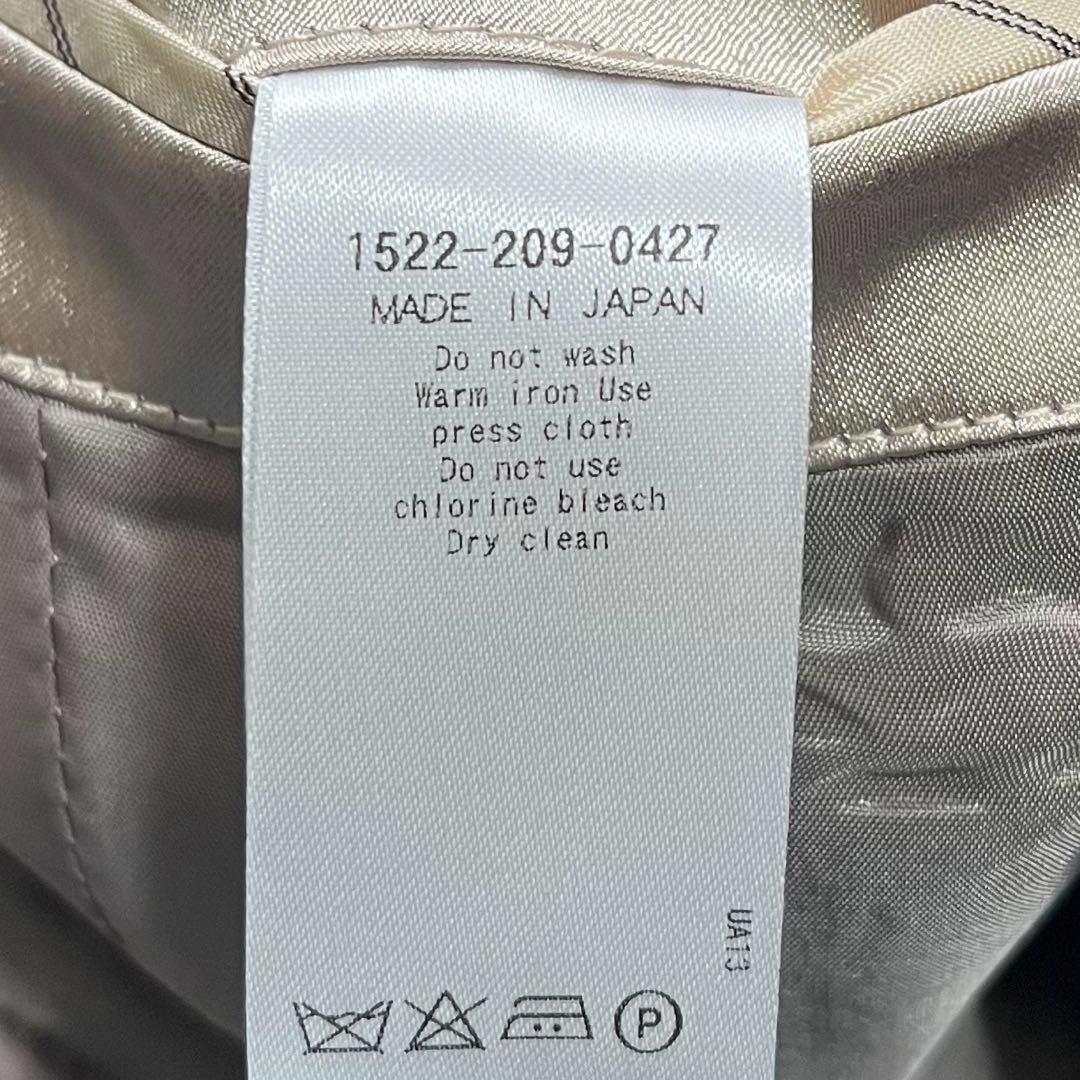 1522-209-0427
MADE IN JAPAN
Do not wash
Warm iron Use
press cloth
Do not use
chlorine bleach
Dry clean
UA13
P